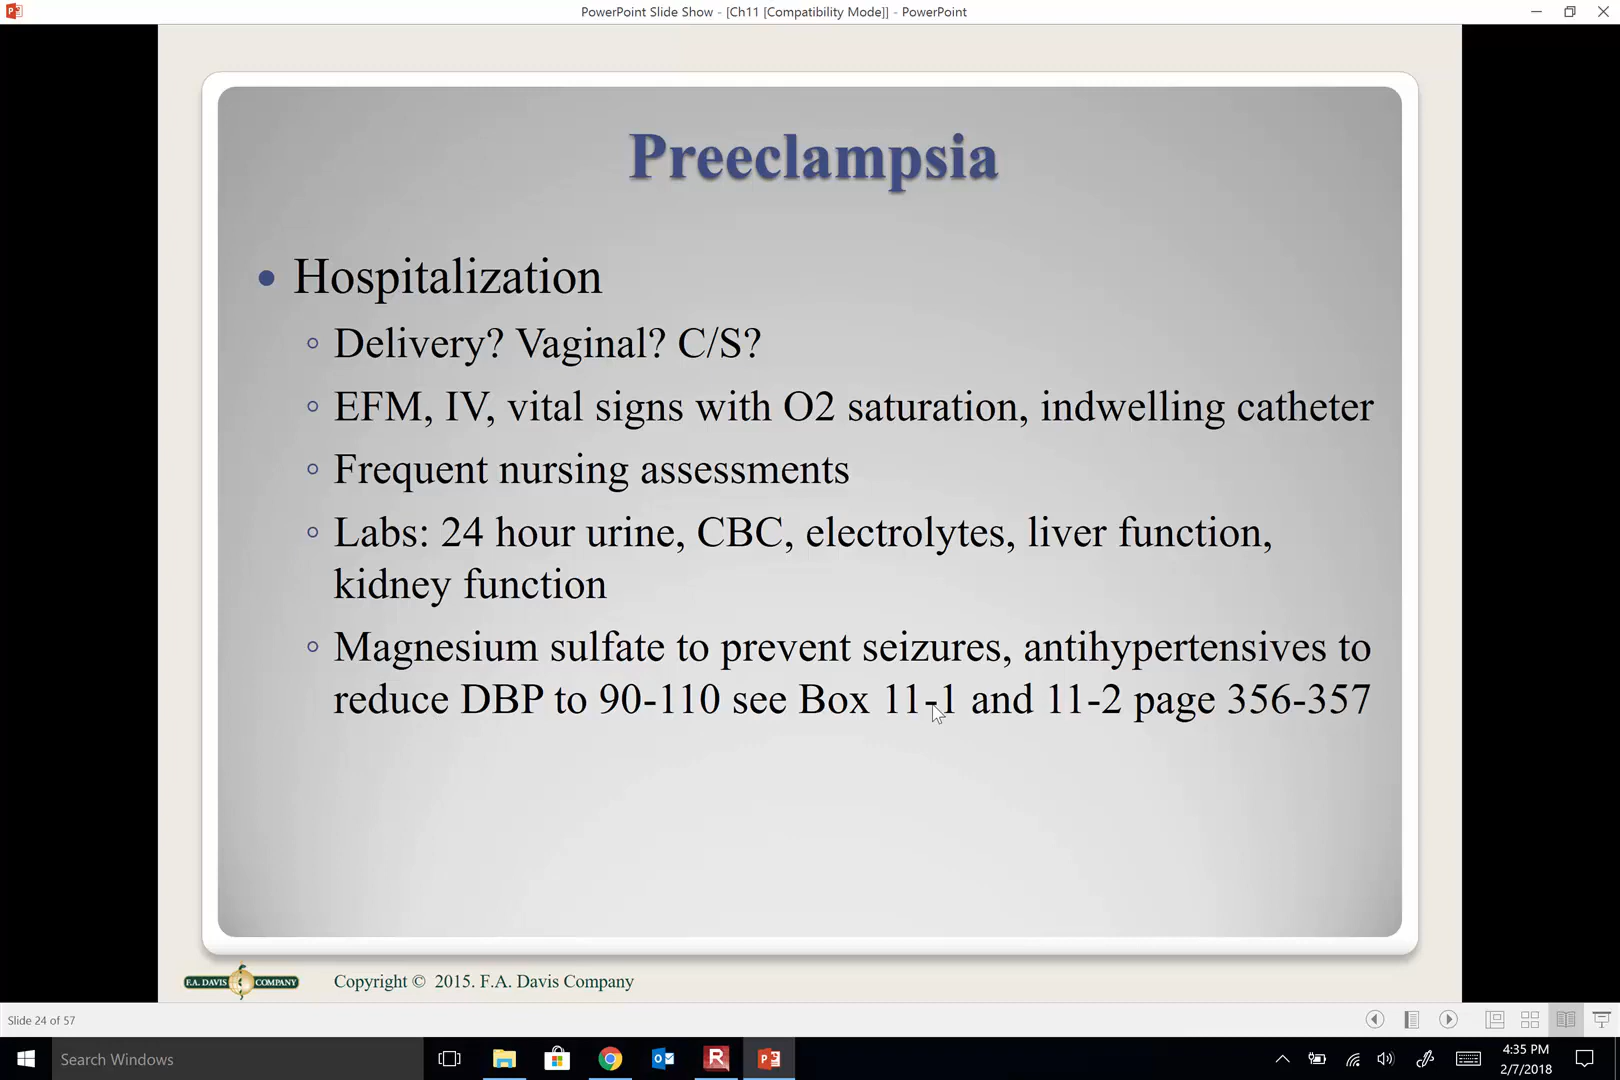 PowerPoint Slide Show - [Ch11 [Compatibility Mode]] - PowerPoint
Preeclampsia
Hospitalization
Delivery? Vaginal? C/S?
EFM, IV, vital signs with O2 saturation, indwelling catheter
Frequent nursing assessments
Labs: 24 hour urine, CBC, electrolytes, liver function,
kidney function
Magnesium sulfate to prevent seizures, antihypertensives to
reduce DBP to 90-110 see Box 11-1 and 11-2 page 356-357
F.A. DAVIS COMPANY
Copyright © 2015. F.A. Davis Company
Slide 24 of 57
Search Windows
4:35 PM
2/7/2018